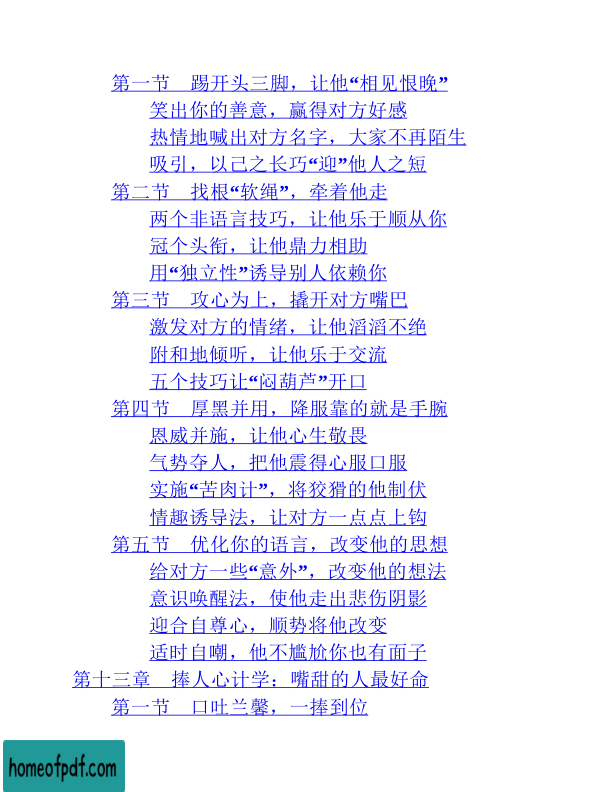 第一节　踢开头三脚，让他“相见恨晚”
笑出你的善意，赢得对方好感
热情地喊出对方名字，大家不再陌生
吸引，以己之长巧“迎”他人之短
第二节　找根“软绳”，牵着他走
两个非语言技巧，让他乐于顺从你
冠个头衔，让他鼎力相助
用“独立性”诱导别人依赖你
第三节　攻心为上，撬开对方嘴巴
激发对方的情绪，让他滔滔不绝
附和地倾听，让他乐于交流
五个技巧让“闷葫芦”开口
第四节　厚黑并用，降服靠的就是手腕
恩威并施，让他心生敬畏
气势夺人，把他震得心服口服
实施“苦肉计”，将狡猾的他制伏
情趣诱导法，让对方一点点上钩
第五节　优化你的语言，改变他的思想
给对方一些“意外”，改变他的想法
意识唤醒法，使他走出悲伤阴影
迎合自尊心，顺势将他改变
适时自嘲，他不尴尬你也有面子
第十三章　捧人心计学：嘴甜的人最好命
第一节　口吐兰馨，一捧到位
homeofpdf.com